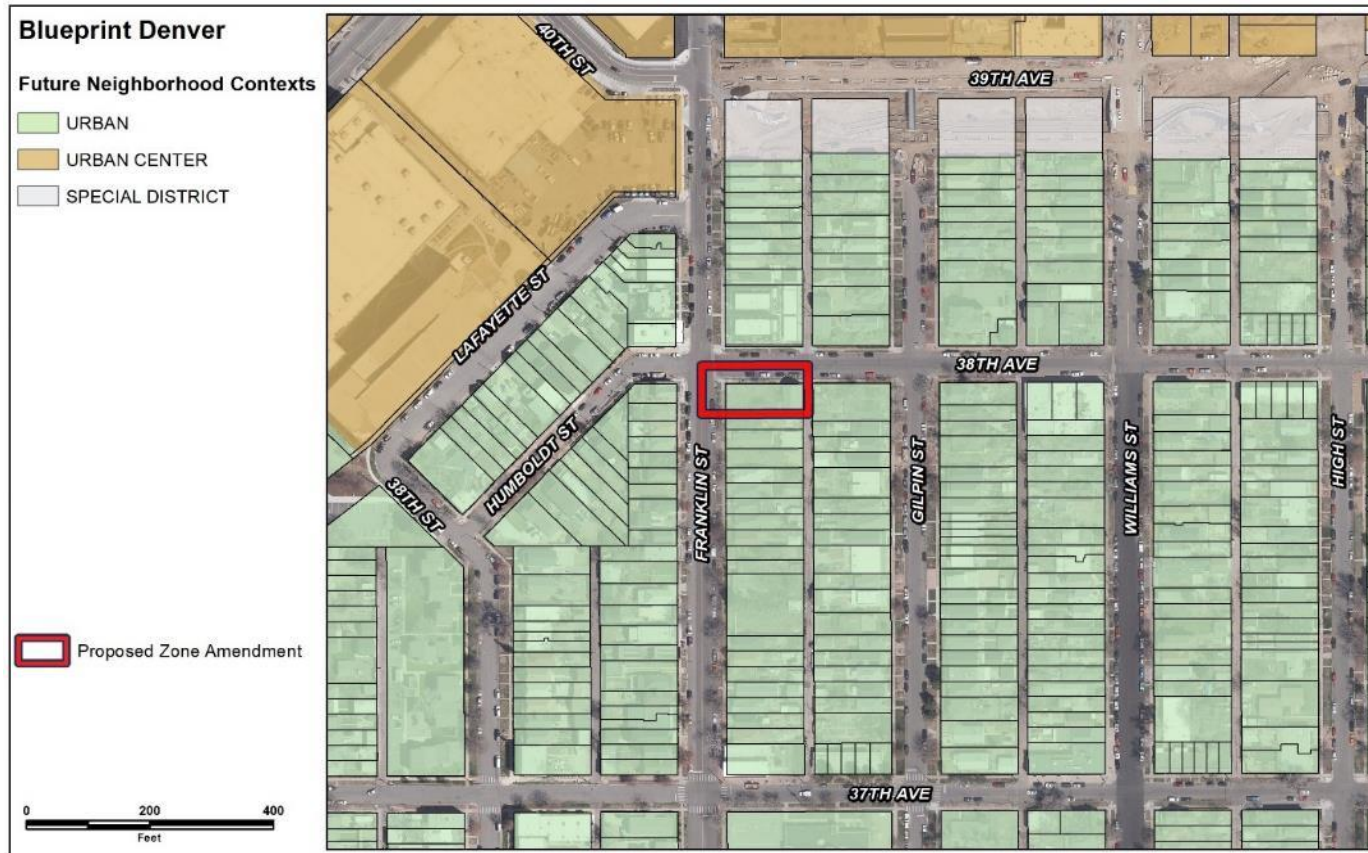 Blueprint Denver
Future Neighborhood Contexts
URBAN
URBAN CENTER
SPECIAL DISTRICT
Proposed Zone Amendment
0 200 400
Feet
40TH ST
39TH AVE
LAFAYETTE ST
38TH AVE
HUMBOLDT ST
38TH ST
FRANKLIN ST
GILPIN ST
WILLIAMS ST
HIGH ST
37TH AVE